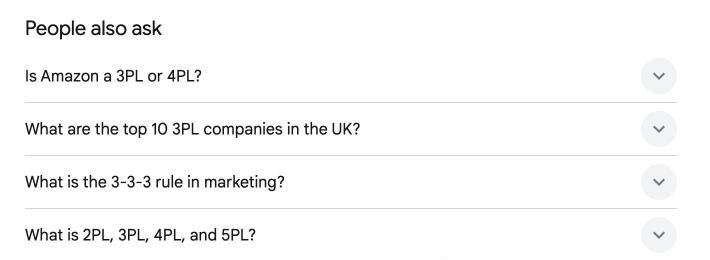 People also ask
Is Amazon a 3PL or 4PL?
What are the top 10 3PL companies in the UK?
What is the 3-3-3 rule in marketing?
What is 2PL, 3PL, 4PL, and 5PL?